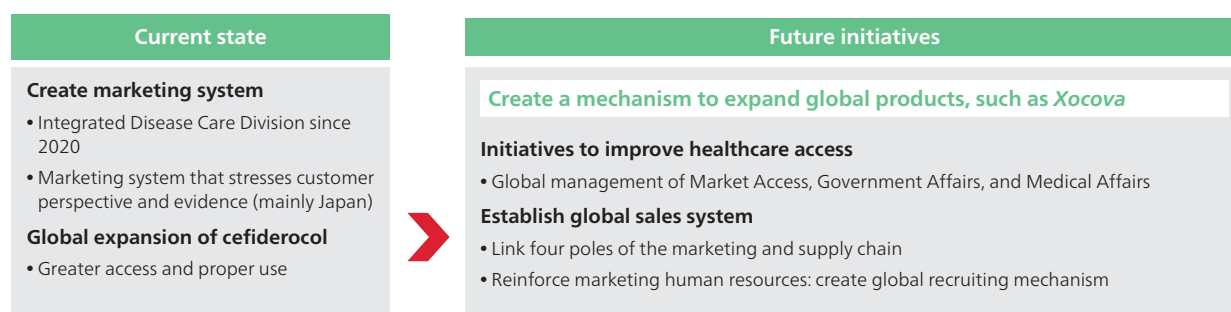 Current state
Create marketing system
• Integrated Disease Care Division since
2020
• Marketing system that stresses customer
perspective and evidence (mainly Japan)
Global expansion of cefiderocol
• Greater access and proper use
Future initiatives
Create a mechanism to expand global products, such as Xocova
Initiatives to improve healthcare access
• Global management of Market Access, Government Affairs, and Medical Affairs
Establish global sales system
• Link four poles of the marketing and supply chain
• Reinforce marketing human resources: create global recruiting mechanism